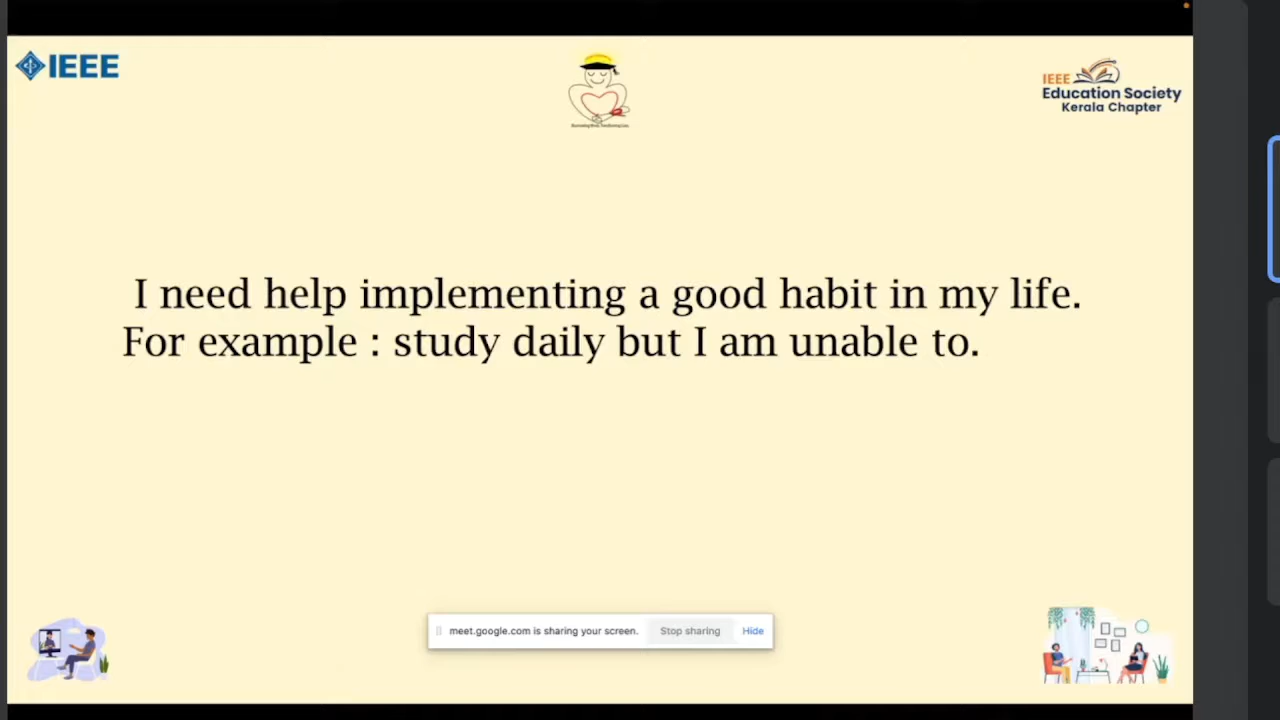 IEEE
IEEE
Education Society
Kerala Chapter
I need help implementing a good habit in my life.
For example : study daily but I am unable to.
meet.google.com is sharing your screen. Stop sharing Hide